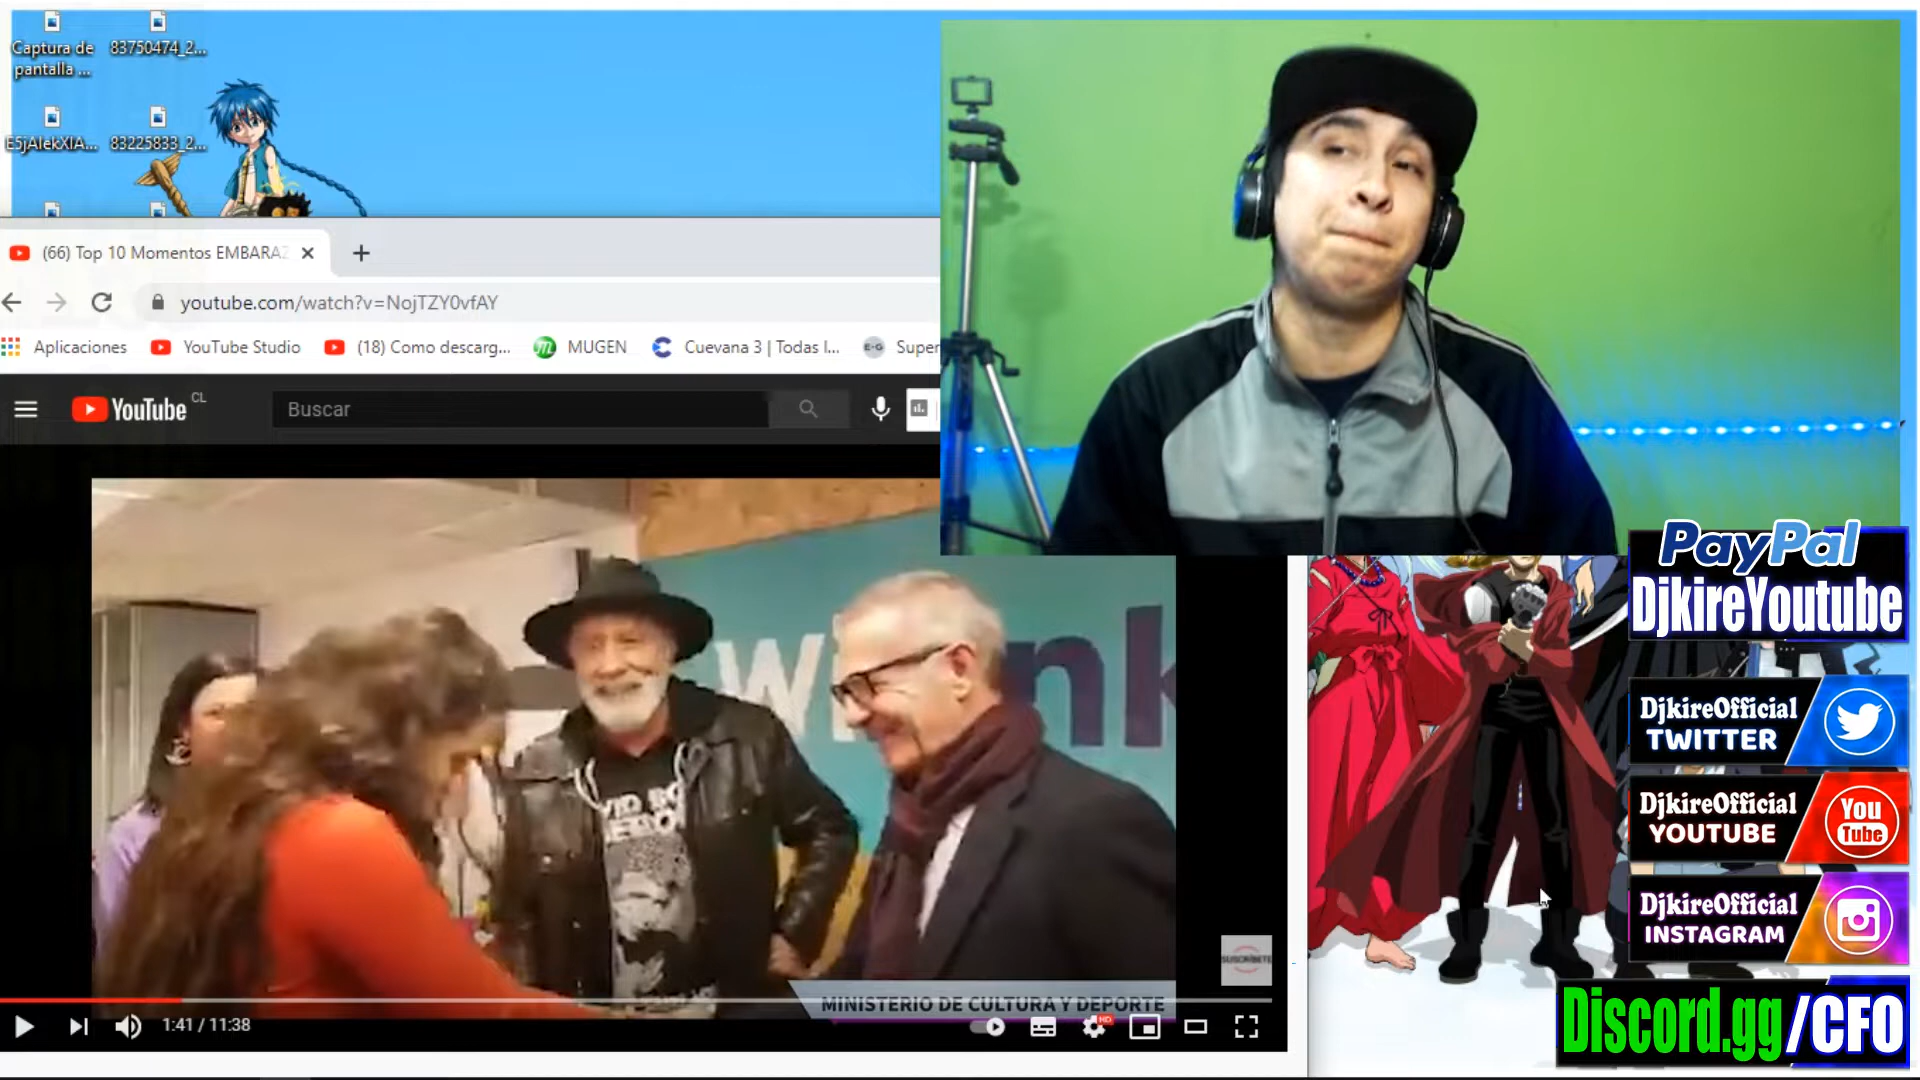 Captura de
pantalla ...
83750474_2...
E5jAlekXIA...
83225833_2...
(66) Top 10 Momentos EMBARAZ
youtube.com/watch?v=NojTZY0vfAY
Aplicaciones
YouTube Studio
(18) Como descarg...
MUGEN
Cuevana 3 | Todas l...
E-G
Super
YouTube CL
Buscar
MINISTERIO DE CULTURA Y DEPORTE
SUSCRÍBETE
1:41 / 11:38
HD
PayPal
DjkireYoutube
DjkireOfficial
TWITTER
DjkireOfficial
YOUTUBE
You
Tube
DjkireOfficial
INSTAGRAM
Discord.gg/CFO